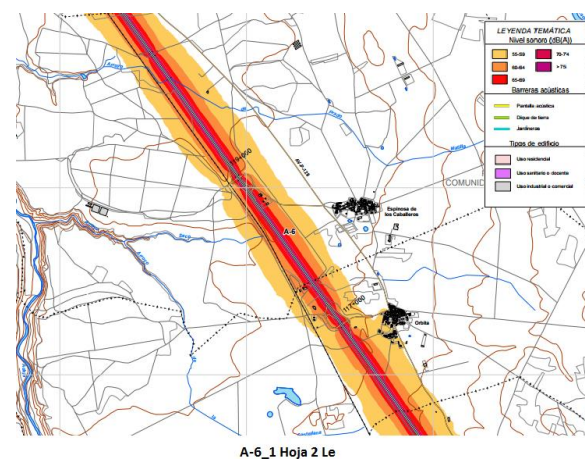 LEYENDA TEMÁTICA
Nivel sonoro (dB(A))
55-59
70-74
60-64
>75
65-69
Barreras acústicas
Pantalla acústica
Dique de tierra
Jardineras
Tipos de edificio
Uso residencial
Uso sanitario o docente
Uso industrial o comercial
COMUNID
Espinosa de
los Caballeros
A-6
Orbita
A-6_1 Hoja 2 Le